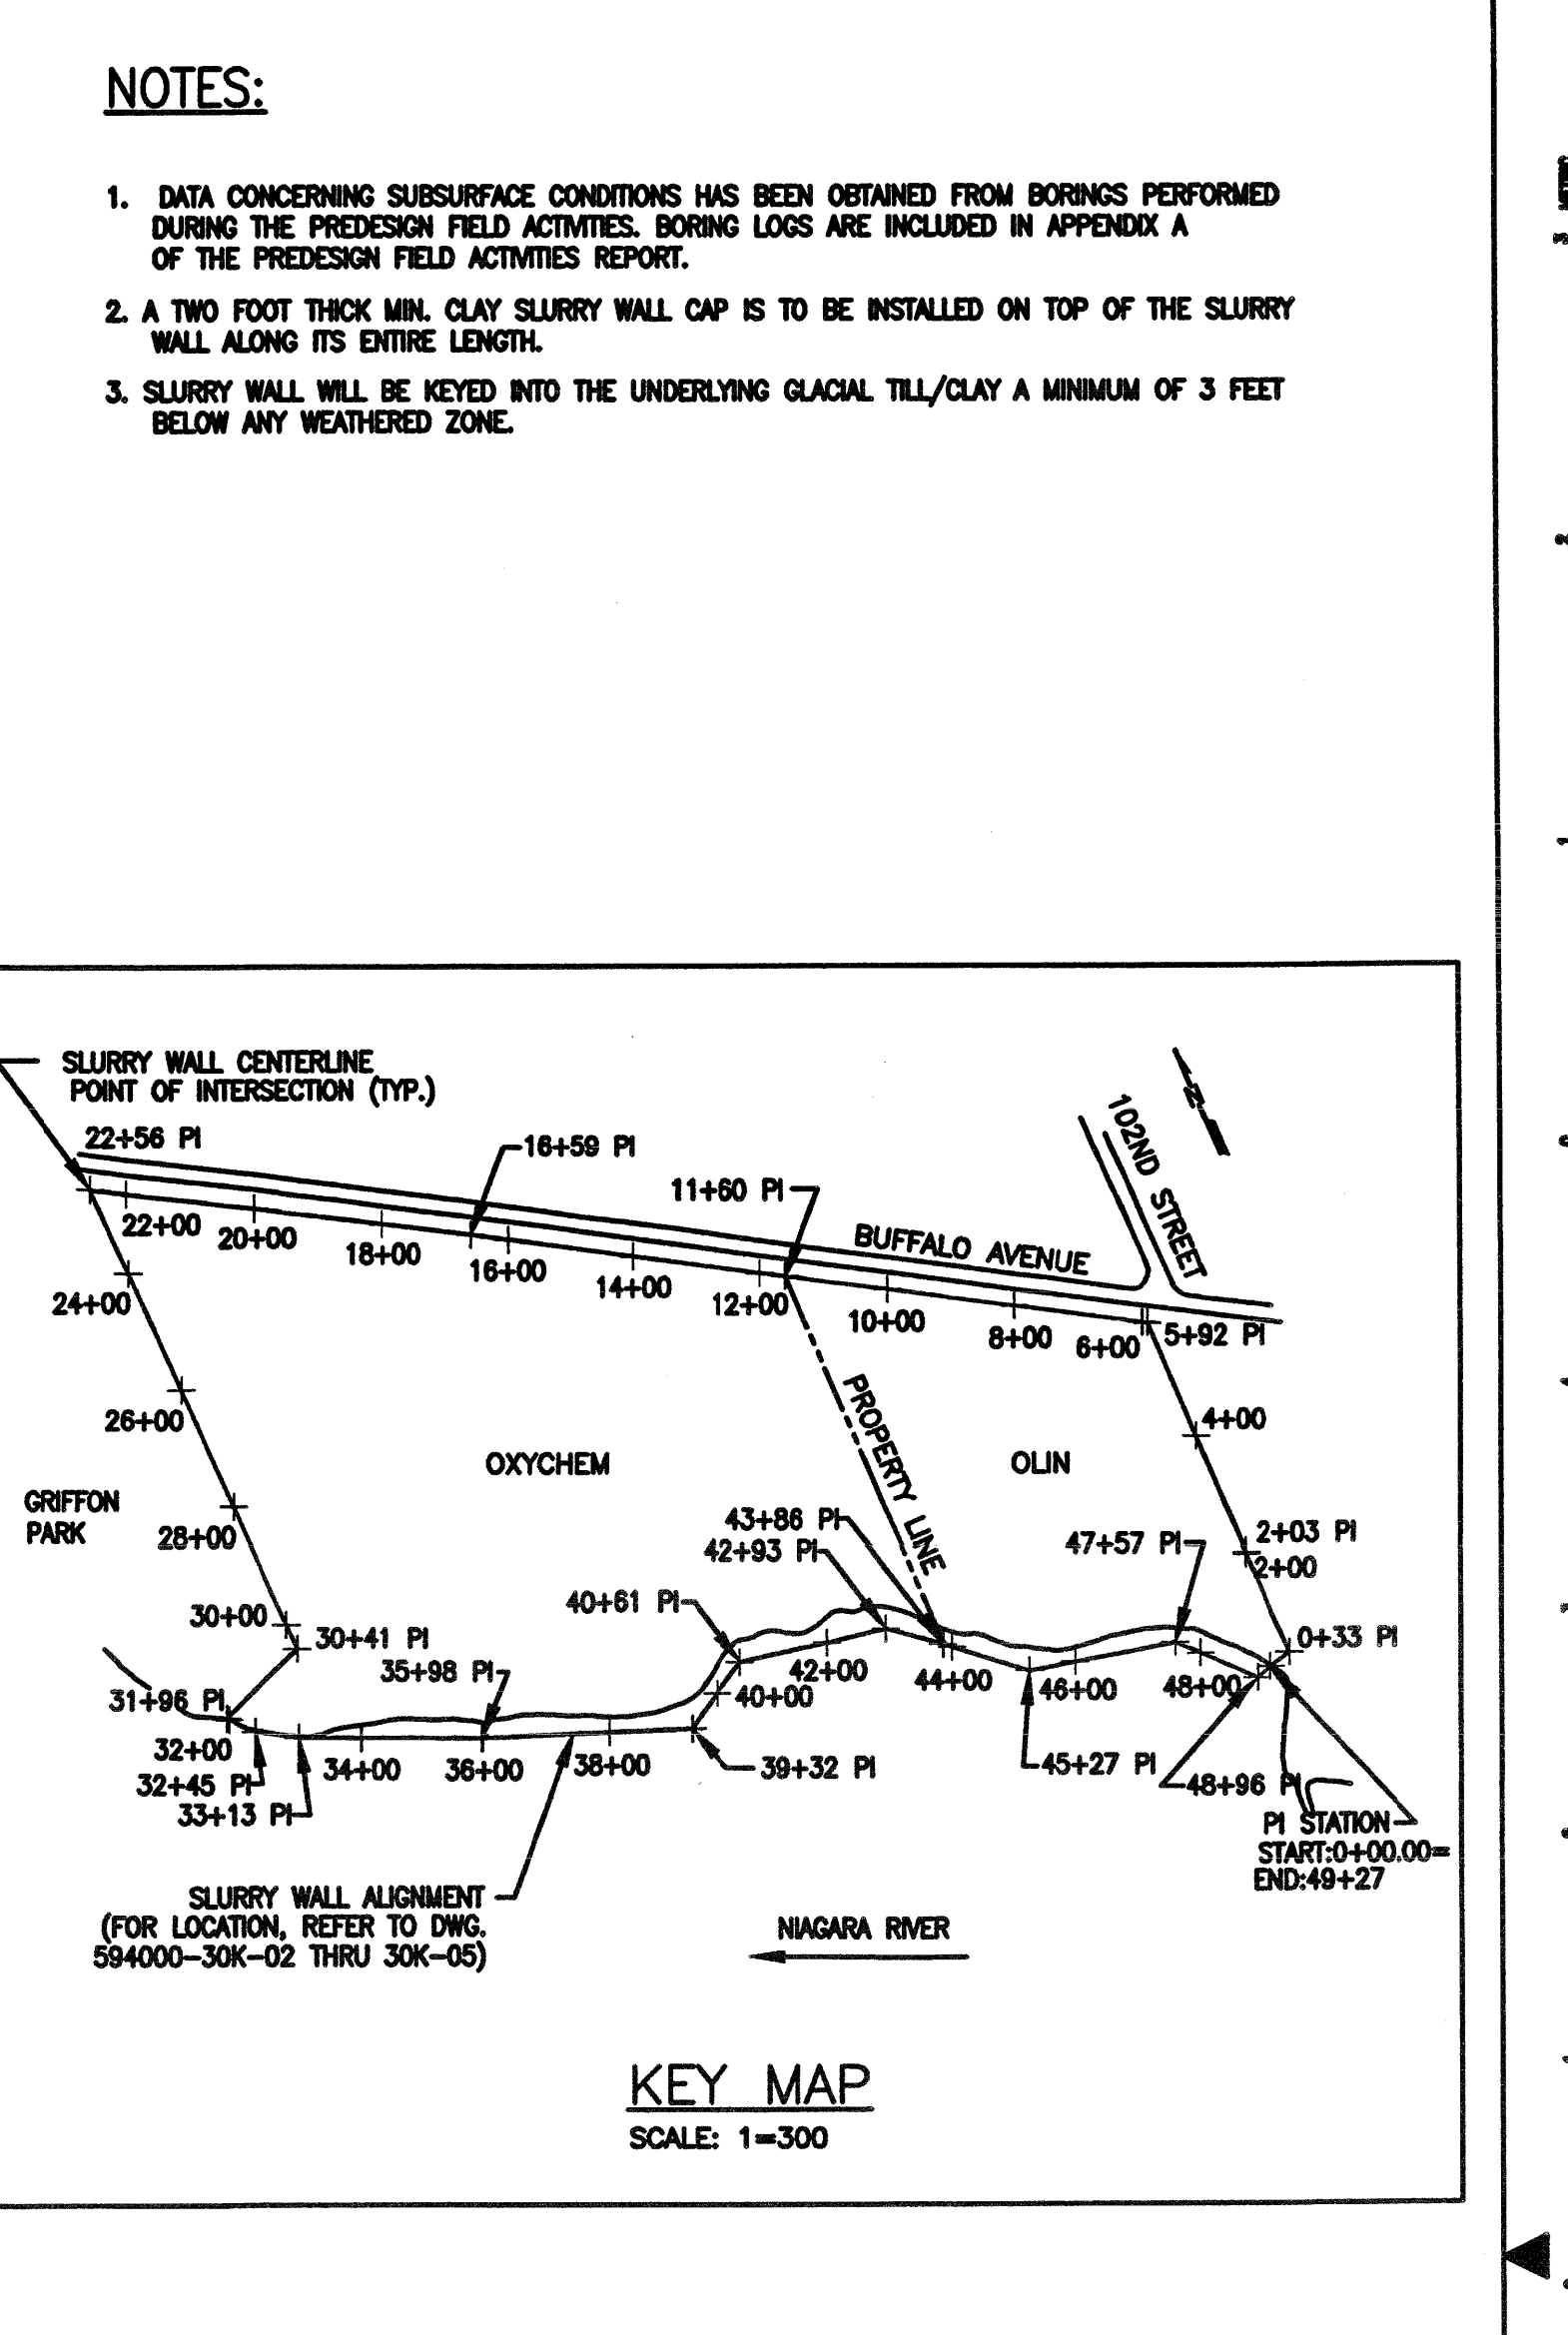 NOTES:
1. DATA CONCERNING SUBSURFACE CONDITIONS HAS BEEN OBTAINED FROM BORINGS PERFORMED
DURING THE PREDESIGN FIELD ACTIVITIES. BORING LOGS ARE INCLUDED IN APPENDIX A
OF THE PREDESIGN FIELD ACTIVITIES REPORT.
2. A TWO FOOT THICK MIN. CLAY SLURRY WALL CAP IS TO BE INSTALLED ON TOP OF THE SLURRY
WALL ALONG ITS ENTIRE LENGTH.
3. SLURRY WALL WILL BE KEYED INTO THE UNDERLYING GLACIAL TILL/CLAY A MINIMUM OF 3 FEET
BELOW ANY WEATHERED ZONE.
SLURRY WALL CENTERLINE
POINT OF INTERSECTION (TYP.)
N
102ND STREET
22+56 PI
16+59 PI
11+60 PI
BUFFALO AVENUE
22+00
20+00
18+00
16+00
14+00
12+00
10+00
8+00
6+00
5+92 PI
24+00
26+00
PROPERTY LINE
4+00
OXYCHEM
OLIN
GRIFFON
PARK
28+00
43+86 PI
42+93 PI
47+57 PI
2+03 PI
2+00
40+61 PI
30+00
30+41 PI
0+33 PI
35+98 PI
42+00
44+00
46+00
48+00
31+96 PI
40+00
32+00
32+45 PI
33+13 PI
34+00
36+00
38+00
39+32 PI
45+27 PI
48+96 PI
PI STATION
START:0+00.00=
END:49+27
SLURRY WALL ALIGNMENT
(FOR LOCATION, REFER TO DWG.
594000-30K-02 THRU 30K-05)
NIAGARA RIVER
KEY MAP
SCALE: 1=300
3
2
1
0